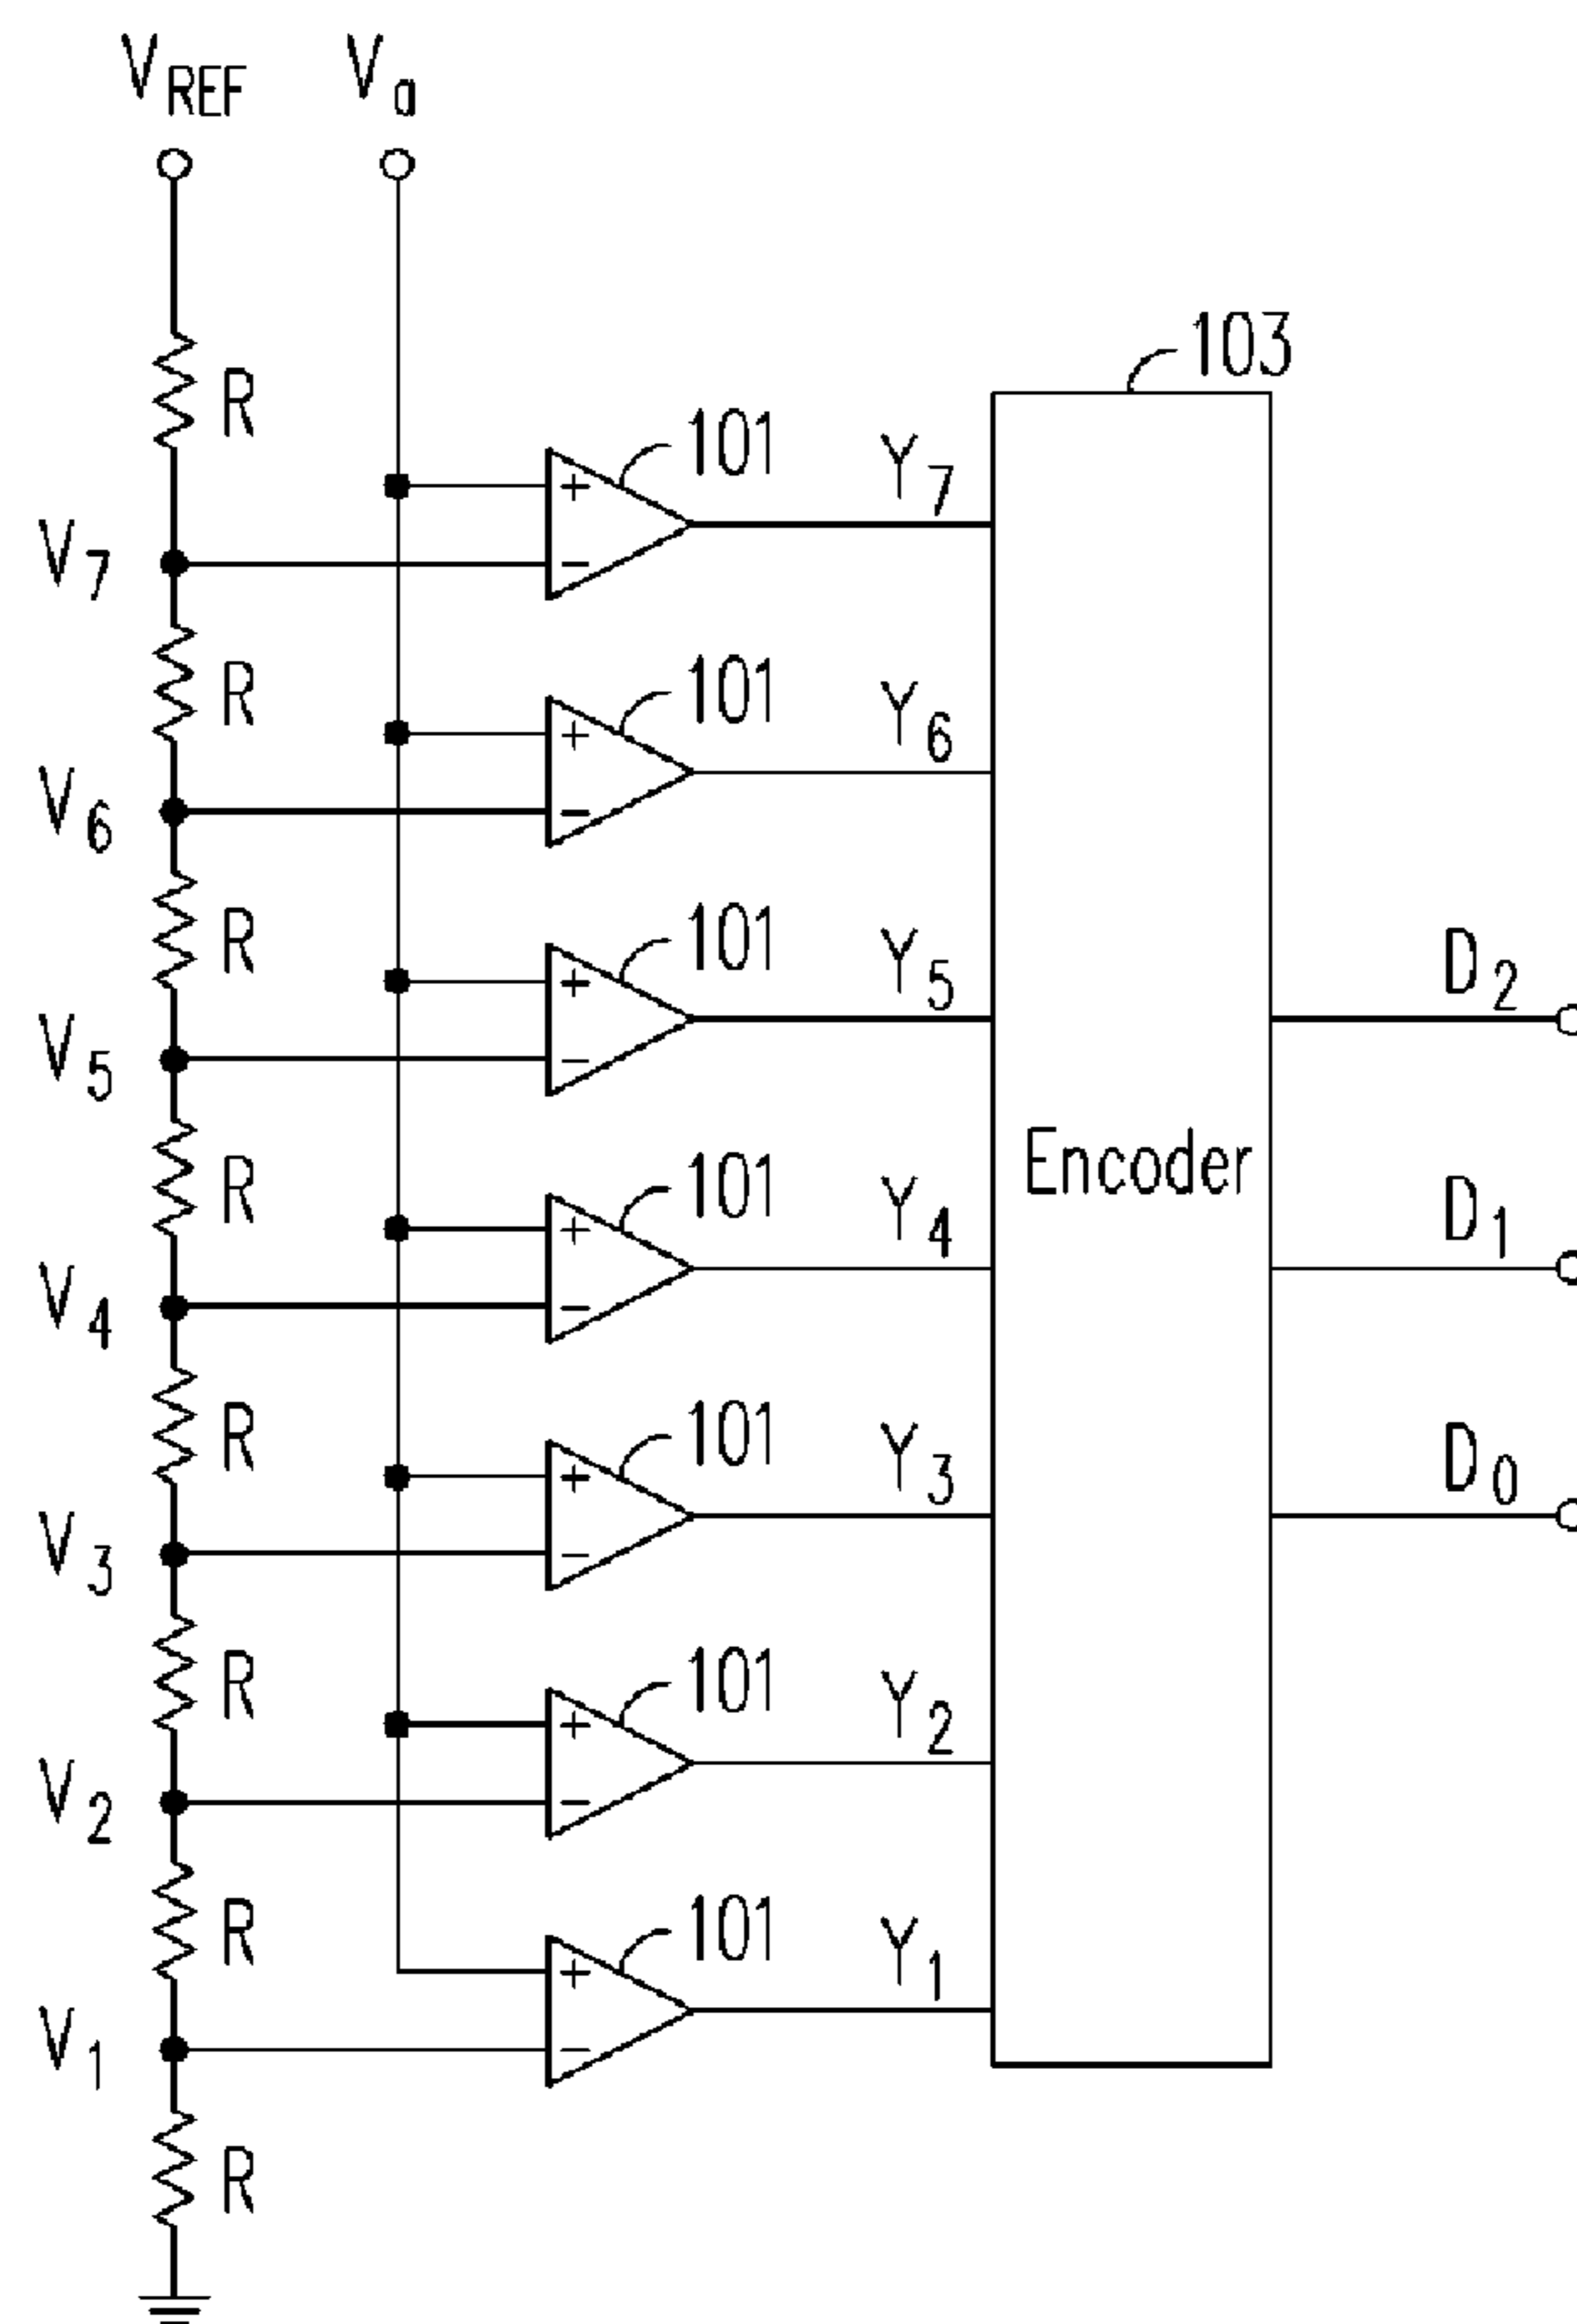 VREF Va
103
R
101 Y7
V7
R 101 Y6
V6
R 101 Y5 D2
V5
R 101 Y4 Encoder D1
V4
R 101 Y3 D0
V3
R 101 Y2
V2
R 101 Y1
V1
R